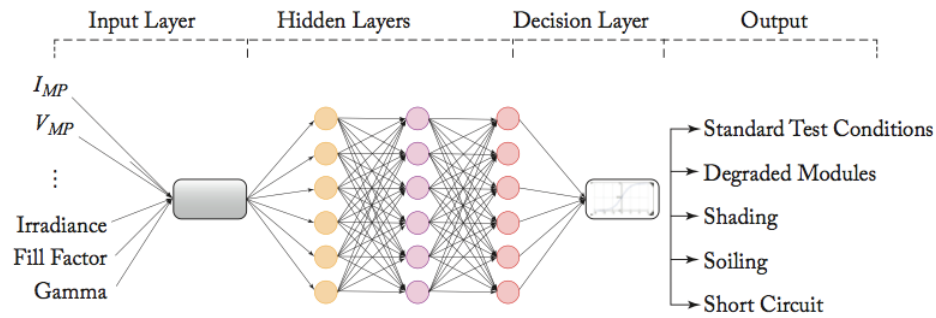 Input Layer
Hidden Layers
Decision Layer
Output
I_MP
V_MP
⋮
Irradiance
Fill Factor
Gamma
Standard Test Conditions
Degraded Modules
Shading
Soiling
Short Circuit